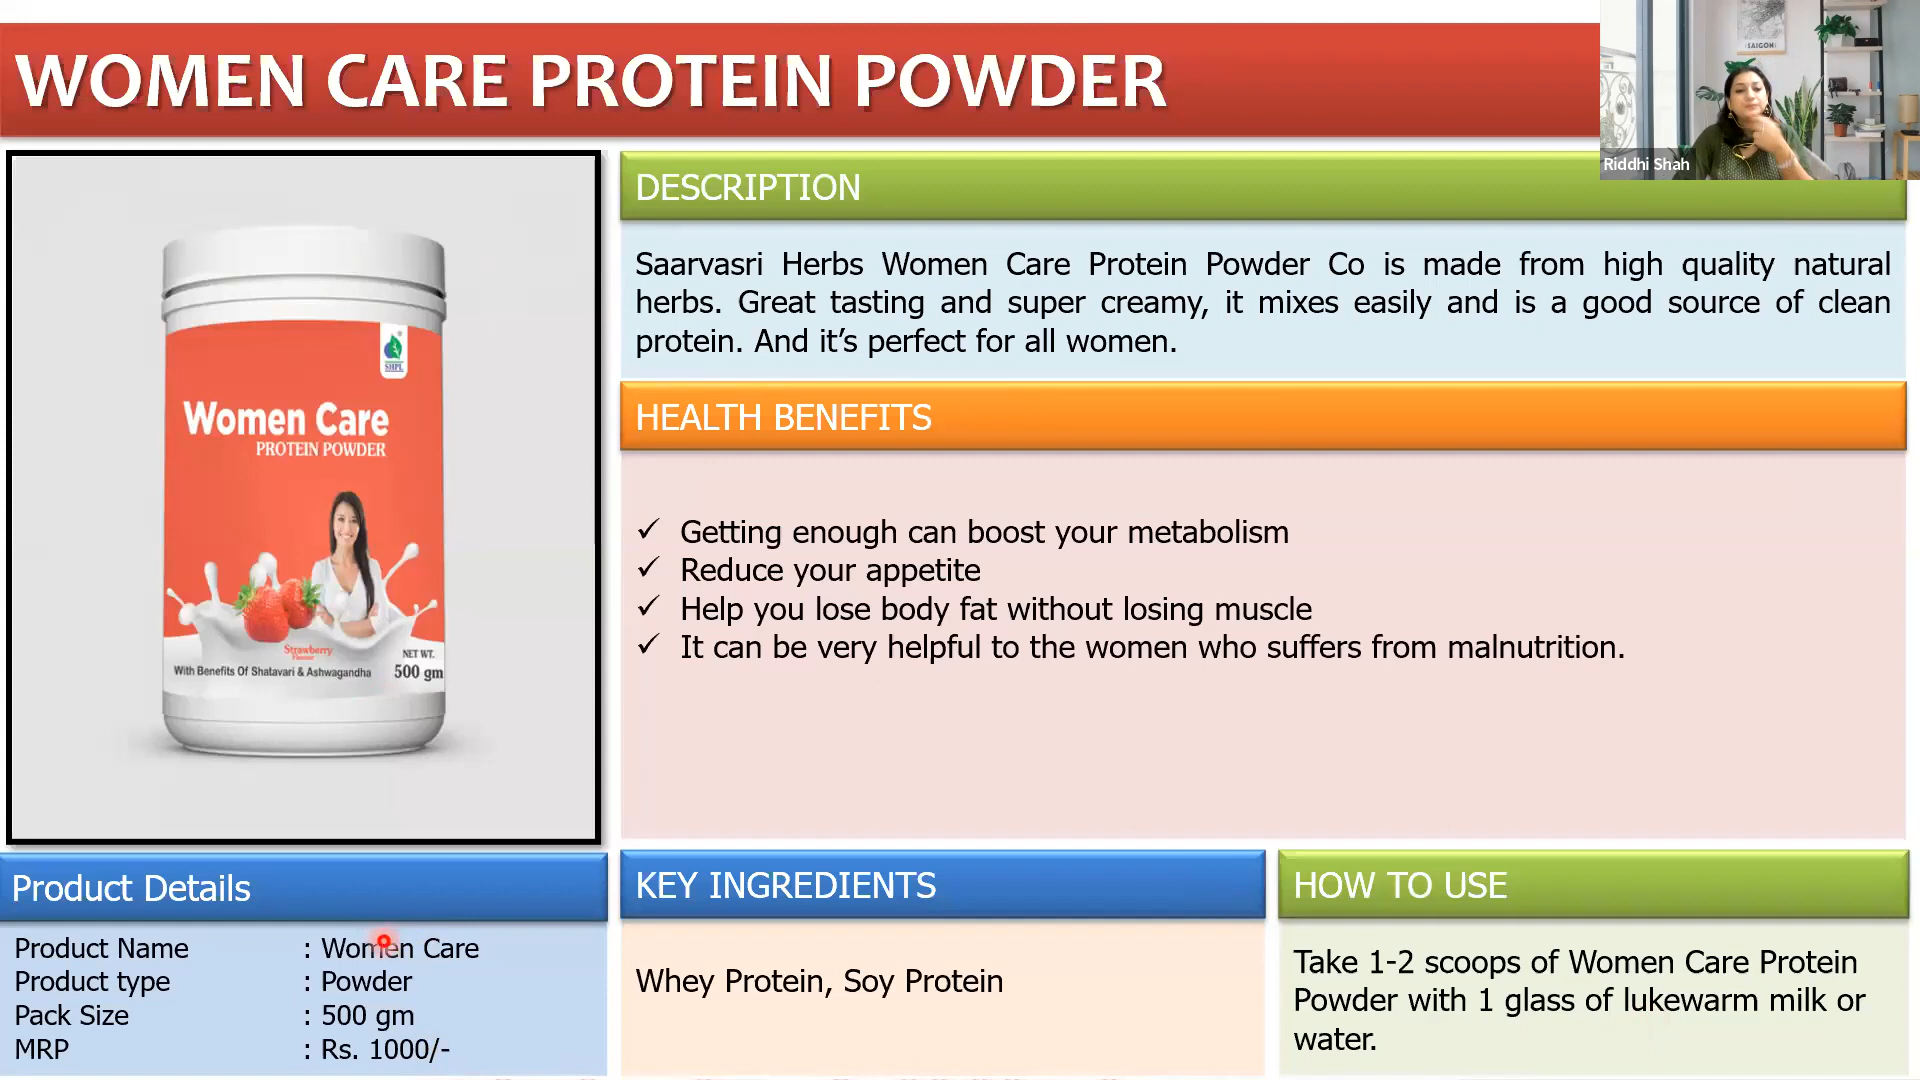 WOMEN CARE PROTEIN POWDER
SAIGON
Riddhi Shah
DESCRIPTION
Saarvasri Herbs Women Care Protein Powder Co is made from high quality natural
herbs. Great tasting and super creamy, it mixes easily and is a good source of clean
protein. And it’s perfect for all women.
SHPL
Women Care
PROTEIN POWDER
Strawberry
Flavour
With Benefits Of Shatavari & Ashwagandha
NET WT.
500 gm
HEALTH BENEFITS
✓ Getting enough can boost your metabolism
✓ Reduce your appetite
✓ Help you lose body fat without losing muscle
✓ It can be very helpful to the women who suffers from malnutrition.
Product Details
Product Name : Women Care
Product type : Powder
Pack Size : 500 gm
MRP : Rs. 1000/-
KEY INGREDIENTS
Whey Protein, Soy Protein
HOW TO USE
Take 1-2 scoops of Women Care Protein
Powder with 1 glass of lukewarm milk or
water.